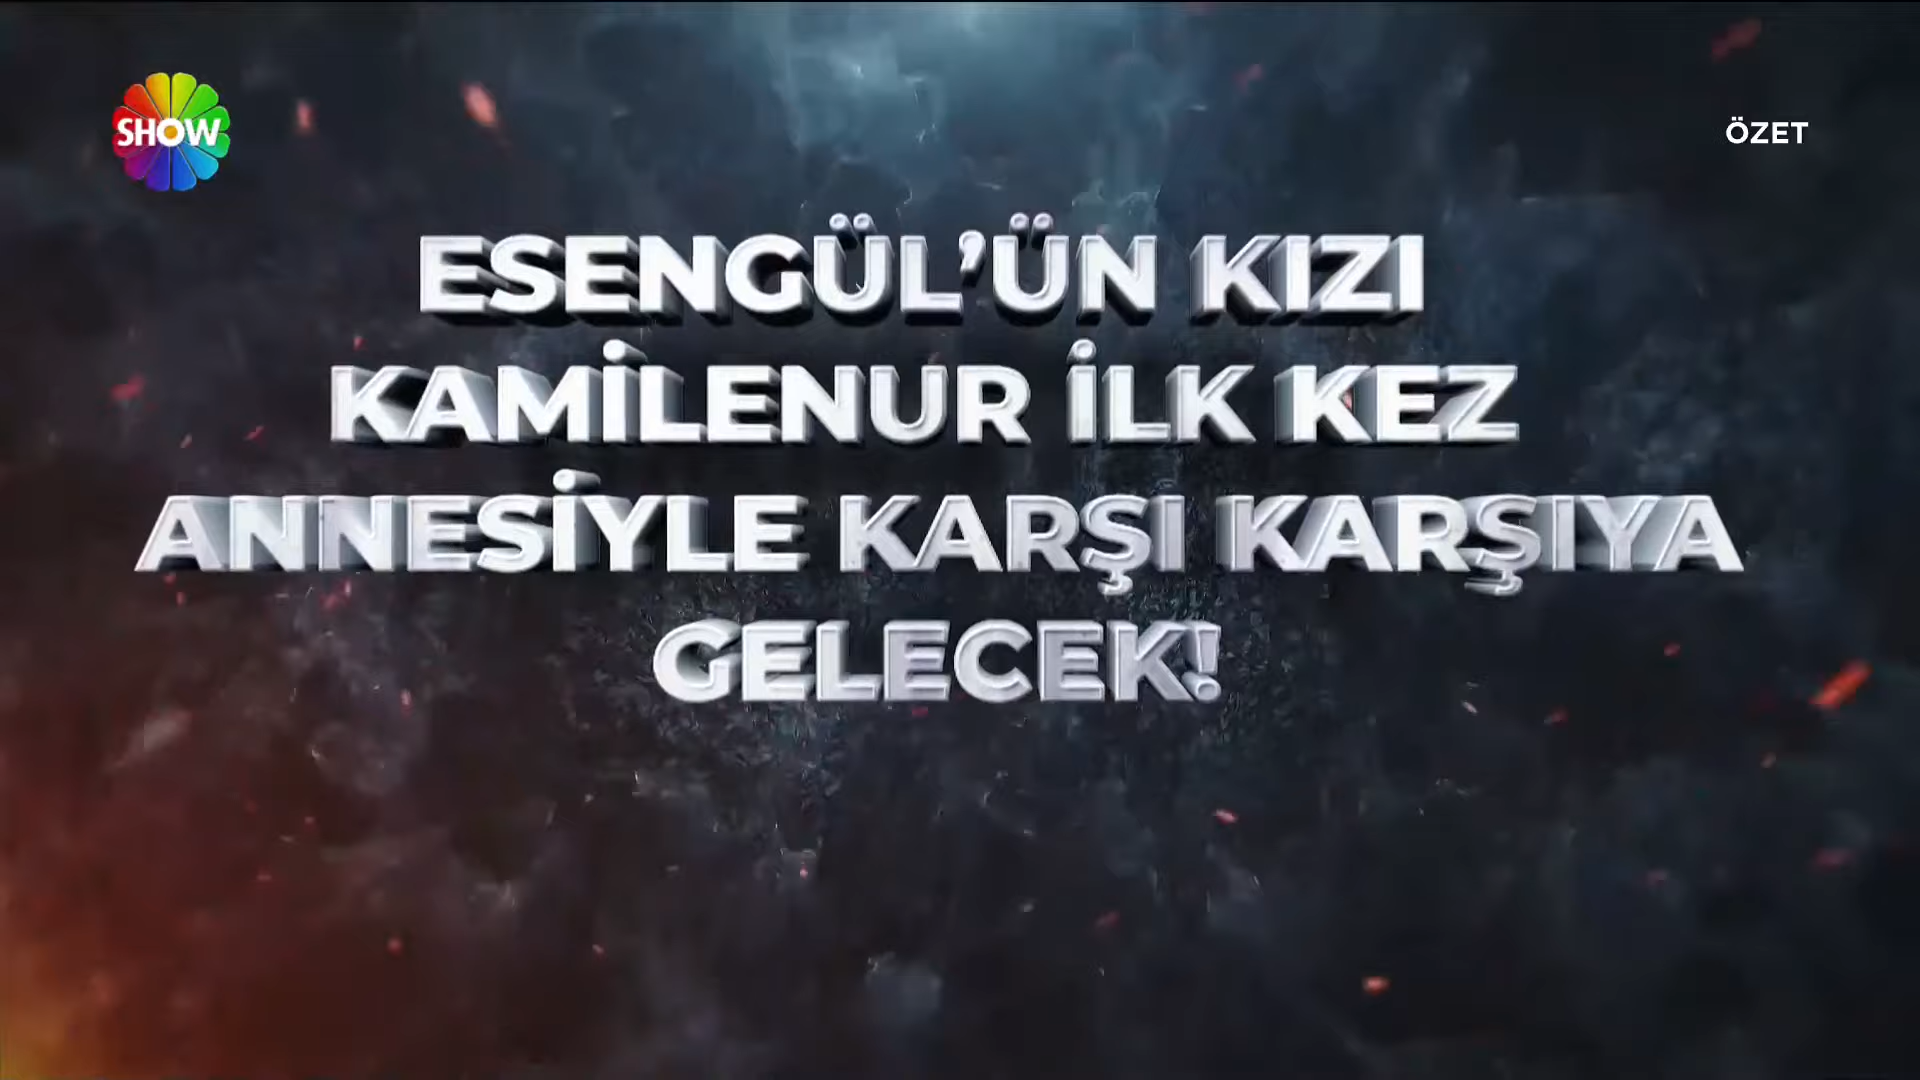 SHOW
ÖZET
ESENGÜL'ÜN KIZI
KAMİLENUR İLK KEZ
ANNESİYLE KARŞI KARŞIYA
GELECEK!